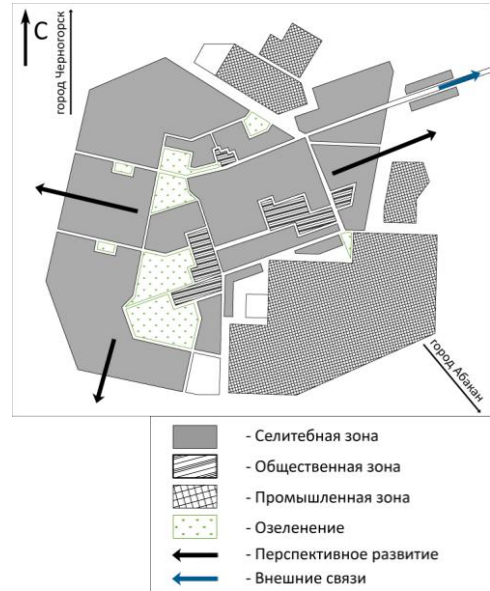 С
город Черногорск
город Абакан
- Селитебная зона
- Общественная зона
- Промышленная зона
- Озеленение
- Перспективное развитие
- Внешние связи